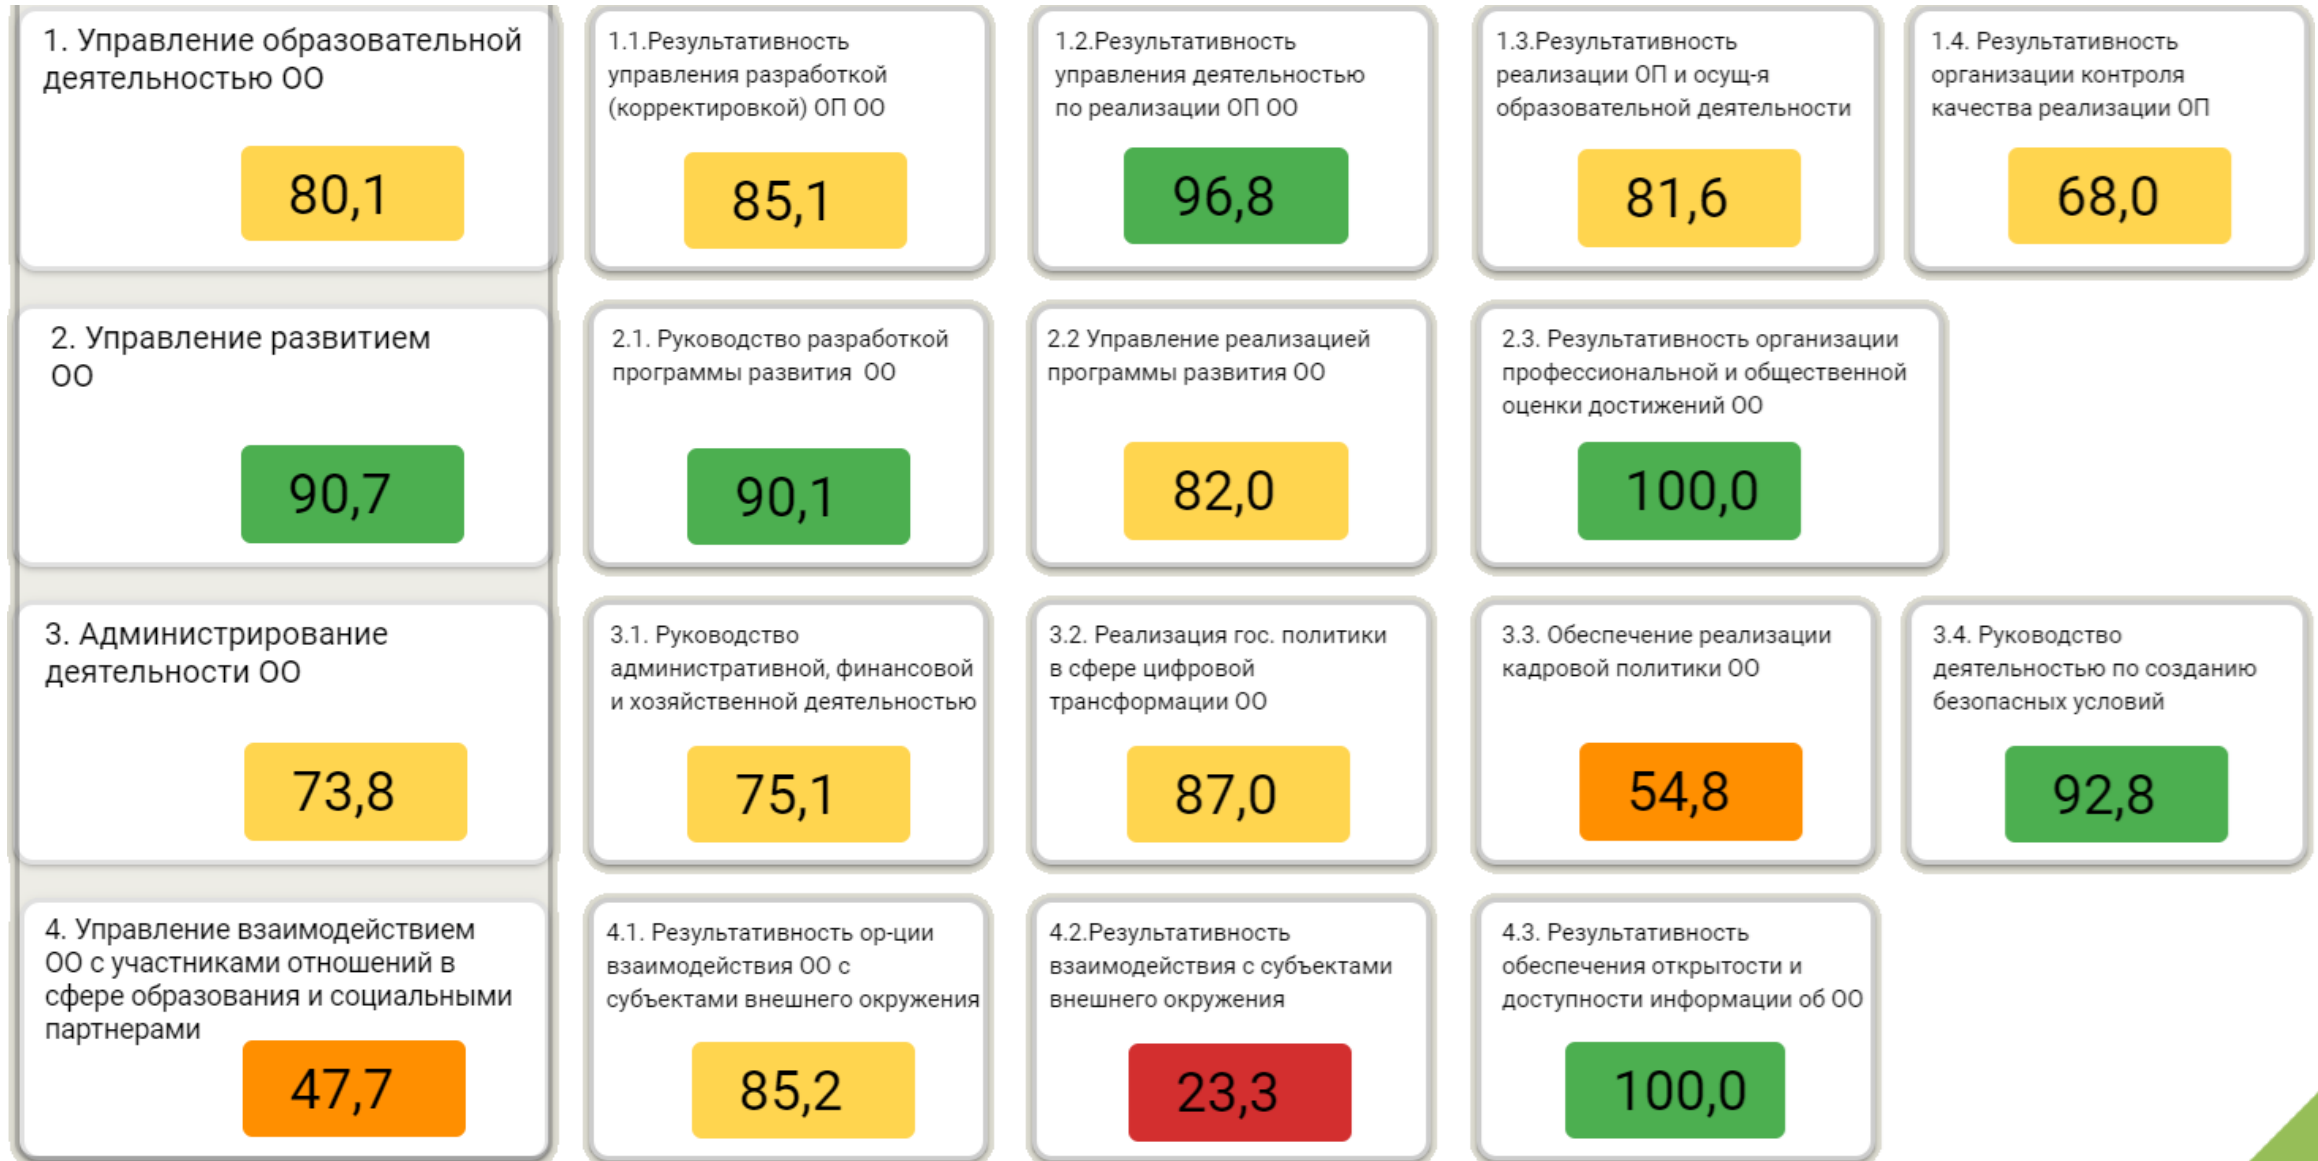 1. Управление образовательной
деятельностью ОО
80,1
1.1.Результативность
управления разработкой
(корректировкой) ОП ОО
85,1
1.2.Результативность
управления деятельностью
по реализации ОП ОО
96,8
1.3.Результативность
реализации ОП и осущ-я
образовательной деятельности
81,6
1.4. Результативность
организации контроля
качества реализации ОП
68,0
2. Управление развитием
ОО
90,7
2.1. Руководство разработкой
программы развития ОО
90,1
2.2 Управление реализацией
программы развития ОО
82,0
2.3. Результативность организации
профессиональной и общественной
оценки достижений ОО
100,0
3. Администрирование
деятельности ОО
73,8
3.1. Руководство
административной, финансовой
и хозяйственной деятельностью
75,1
3.2. Реализация гос. политики
в сфере цифровой
трансформации ОО
87,0
3.3. Обеспечение реализации
кадровой политики ОО
54,8
3.4. Руководство
деятельностью по созданию
безопасных условий
92,8
4. Управление взаимодействием
ОО с участниками отношений в
сфере образования и социальными
партнерами
47,7
4.1. Результативность ор-ции
взаимодействия ОО с
субъектами внешнего окружения
85,2
4.2.Результативность
взаимодействия с субъектами
внешнего окружения
23,3
4.3. Результативность
обеспечения открытости и
доступности информации об ОО
100,0